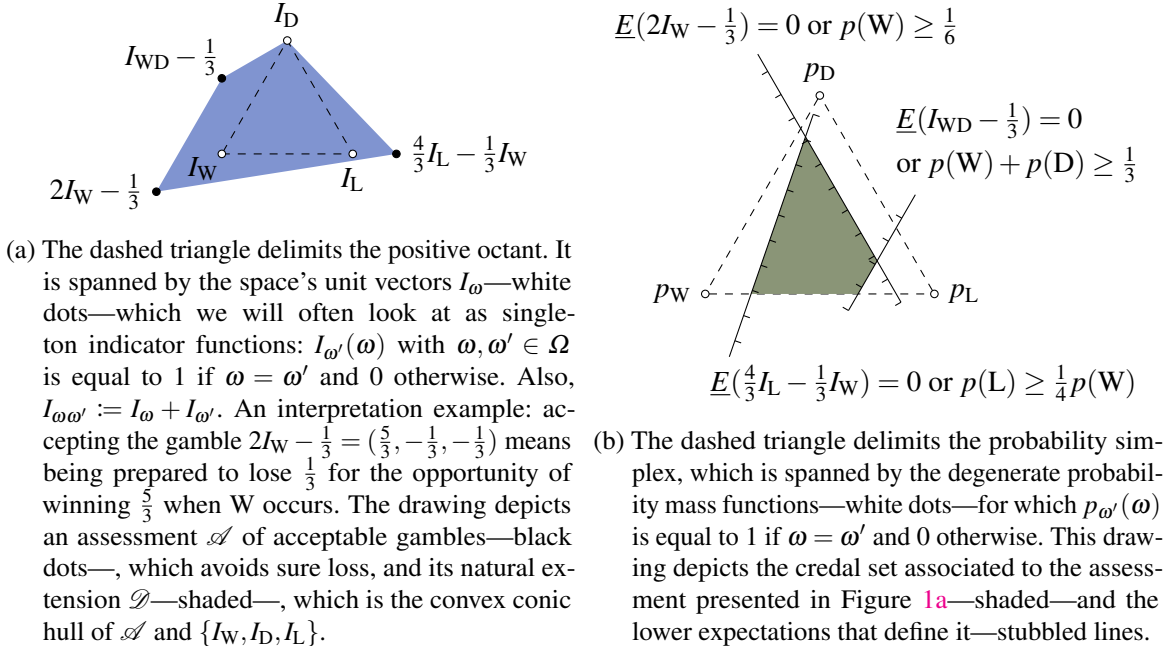 I_D
I_WD − 1/3
I_W
I_L
4/3 I_L − 1/3 I_W
2I_W − 1/3
(a) The dashed triangle delimits the positive octant. It
is spanned by the space's unit vectors I_ω—white
dots—which we will often look at as single-
ton indicator functions: I_ω′(ω) with ω, ω′ ∈ Ω
is equal to 1 if ω = ω′ and 0 otherwise. Also,
I_ωω′ := I_ω + I_ω′. An interpretation example: ac-
cepting the gamble 2I_W − 1/3 = (5/3, −1/3, −1/3) means
being prepared to lose 1/3 for the opportunity of
winning 5/3 when W occurs. The drawing depicts
an assessment 𝒜 of acceptable gambles—black
dots—, which avoids sure loss, and its natural ex-
tension 𝒟—shaded—, which is the convex conic
hull of 𝒜 and {I_W, I_D, I_L}.
E̲(2I_W − 1/3) = 0 or p(W) ≥ 1/6
p_D
E̲(I_WD − 1/3) = 0
or p(W) + p(D) ≥ 1/3
p_W
p_L
E̲(4/3 I_L − 1/3 I_W) = 0 or p(L) ≥ 1/4 p(W)
(b) The dashed triangle delimits the probability sim-
plex, which is spanned by the degenerate probabil-
ity mass functions—white dots—for which p_ω′(ω)
is equal to 1 if ω = ω′ and 0 otherwise. This draw-
ing depicts the credal set associated to the assess-
ment presented in Figure 1a—shaded—and the
lower expectations that define it—stubbled lines.